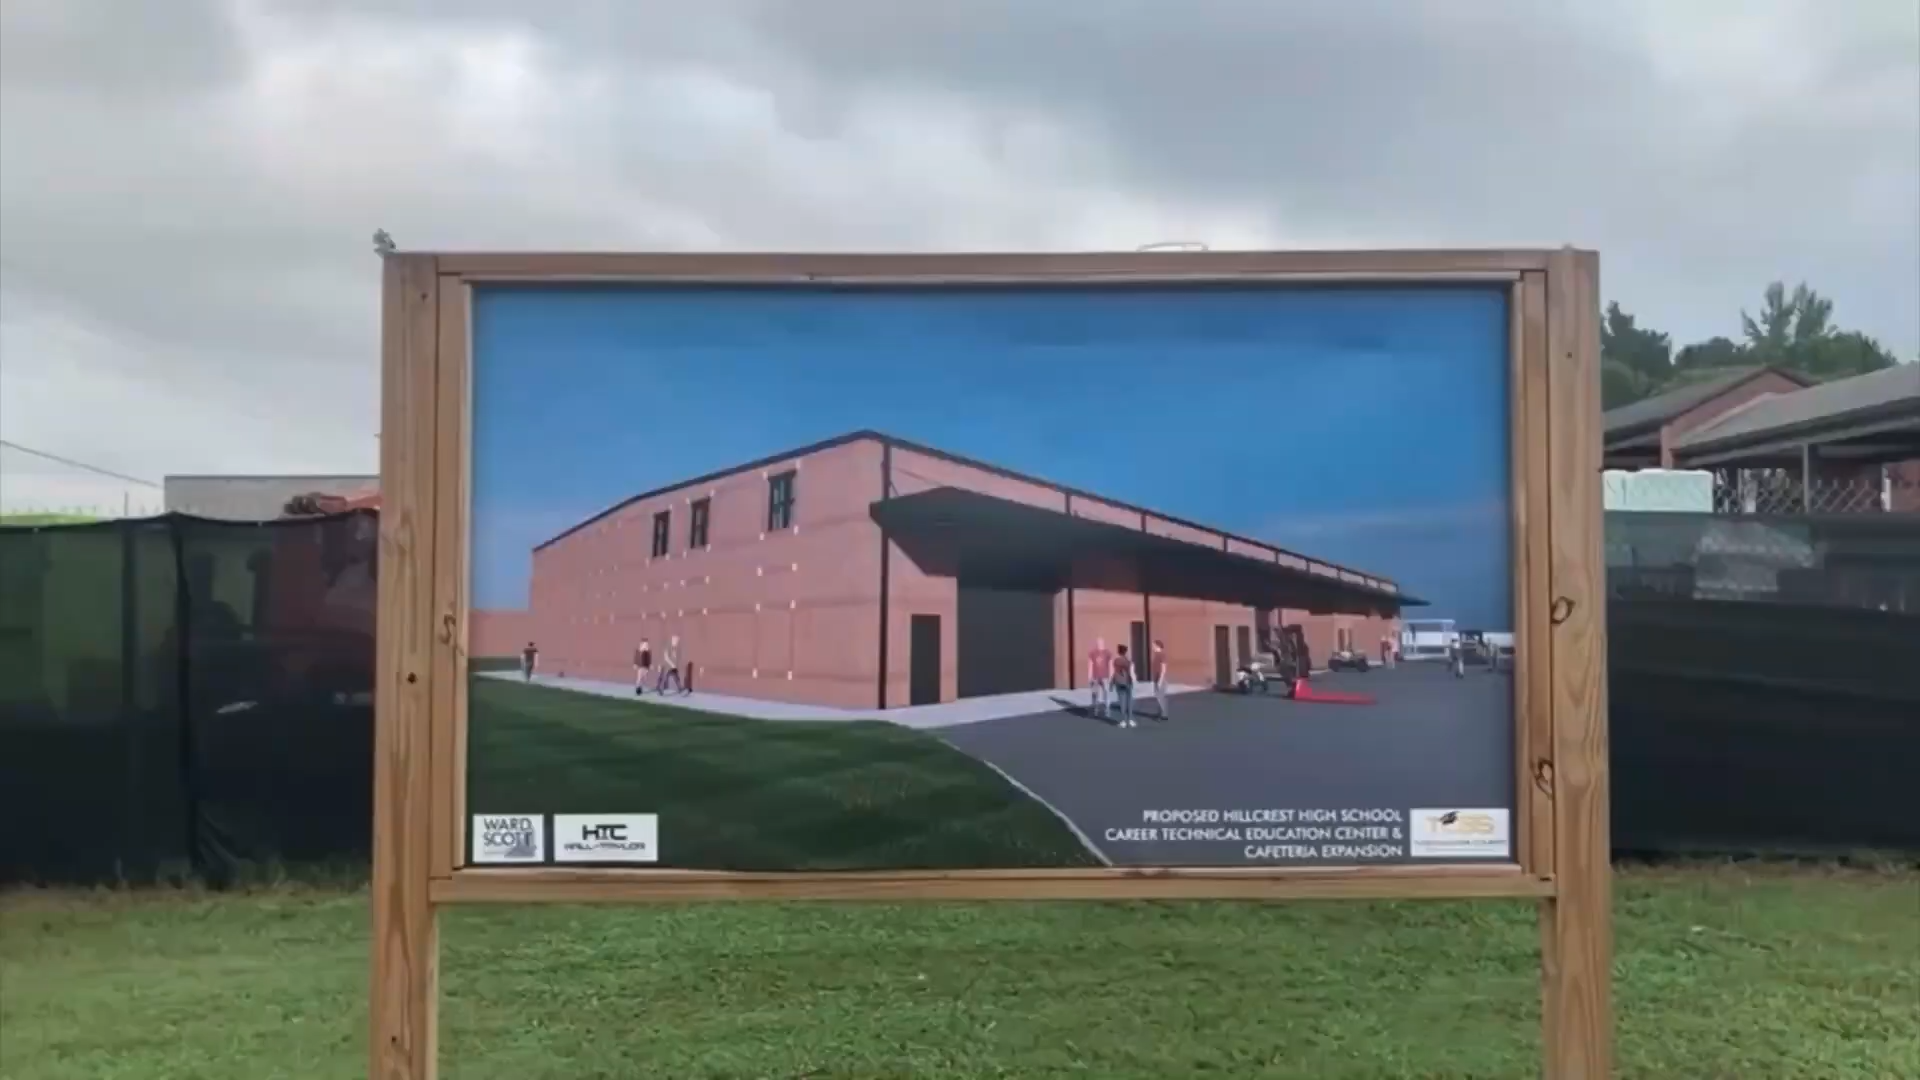 WARD
SCOTT
HTC
HALL-TAYLOR
PROPOSED HILLCREST HIGH SCHOOL
CAREER TECHNICAL EDUCATION CENTER &
CAFETERIA EXPANSION
TCSS